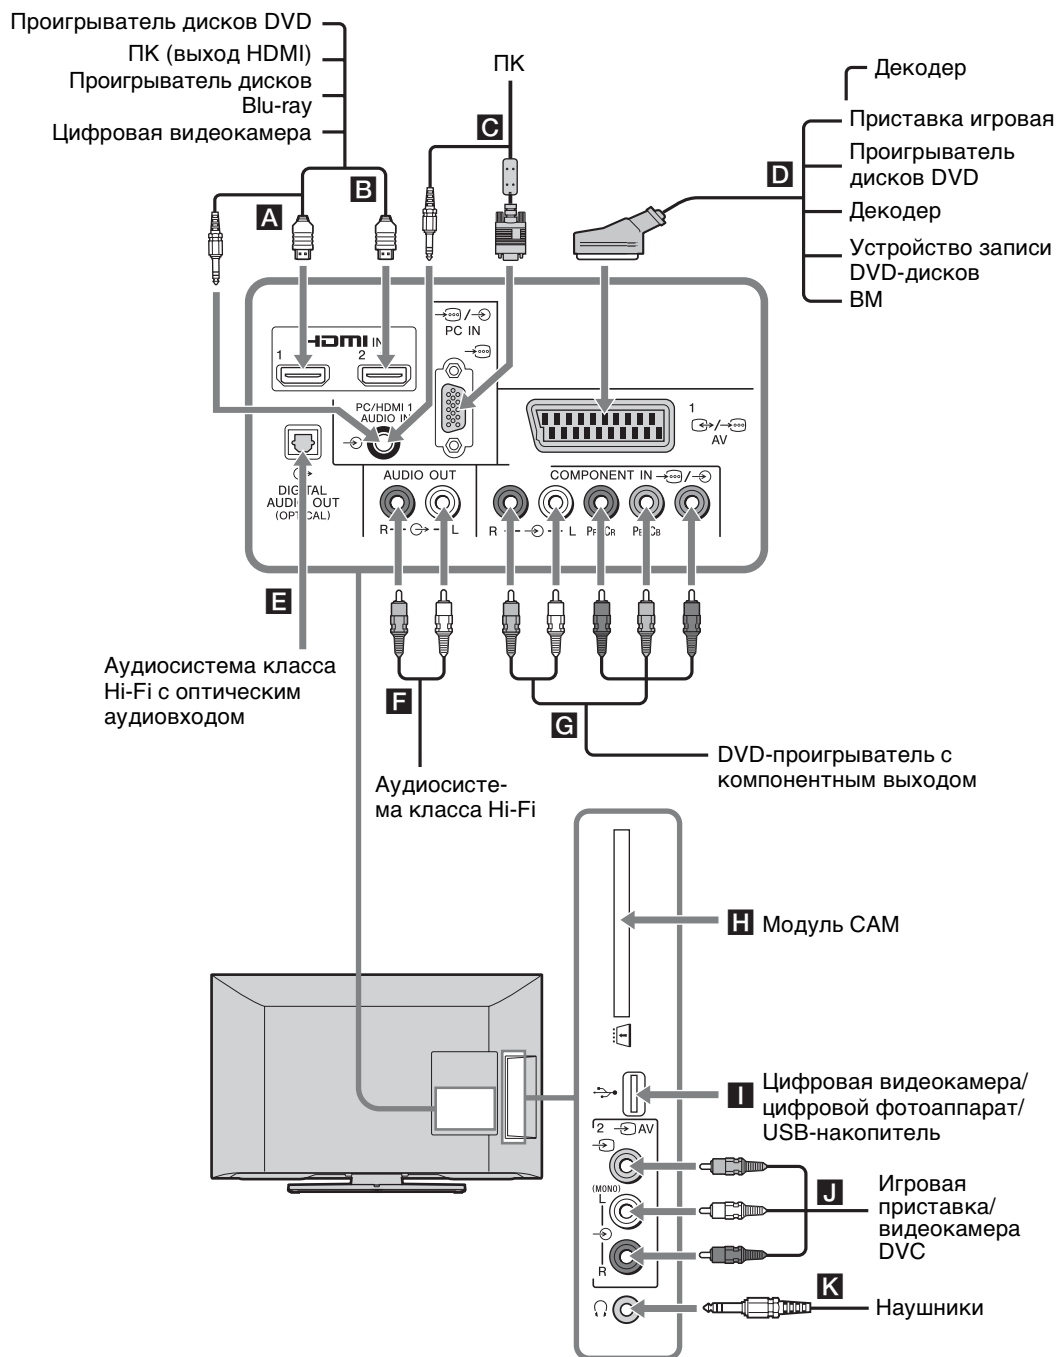 Проигрыватель дисков DVD
ПК (выход HDMI)
Проигрыватель дисков
Blu-ray
Цифровая видеокамера
A
B
C
ПК
D
Декодер
Приставка игровая
Проигрыватель
дисков DVD
Декодер
Устройство записи
DVD-дисков
ВМ
HDMI IN
1
2
PC IN
PC/HDMI 1
AUDIO IN
1
AV
DIGITAL
AUDIO OUT
(OPTICAL)
AUDIO OUT
R
L
COMPONENT IN
R
L
PR/CR
PB/CB
E
Аудиосистема класса
Hi-Fi с оптическим
аудиовходом
F
Аудиосисте-
ма класса Hi-Fi
G
DVD-проигрыватель с
компонентным выходом
H Модуль CAM
I
Цифровая видеокамера/
цифровой фотоаппарат/
USB-накопитель
2
AV
(MONO)
L
R
J
Игровая
приставка/
видеокамера
DVC
K
Наушники